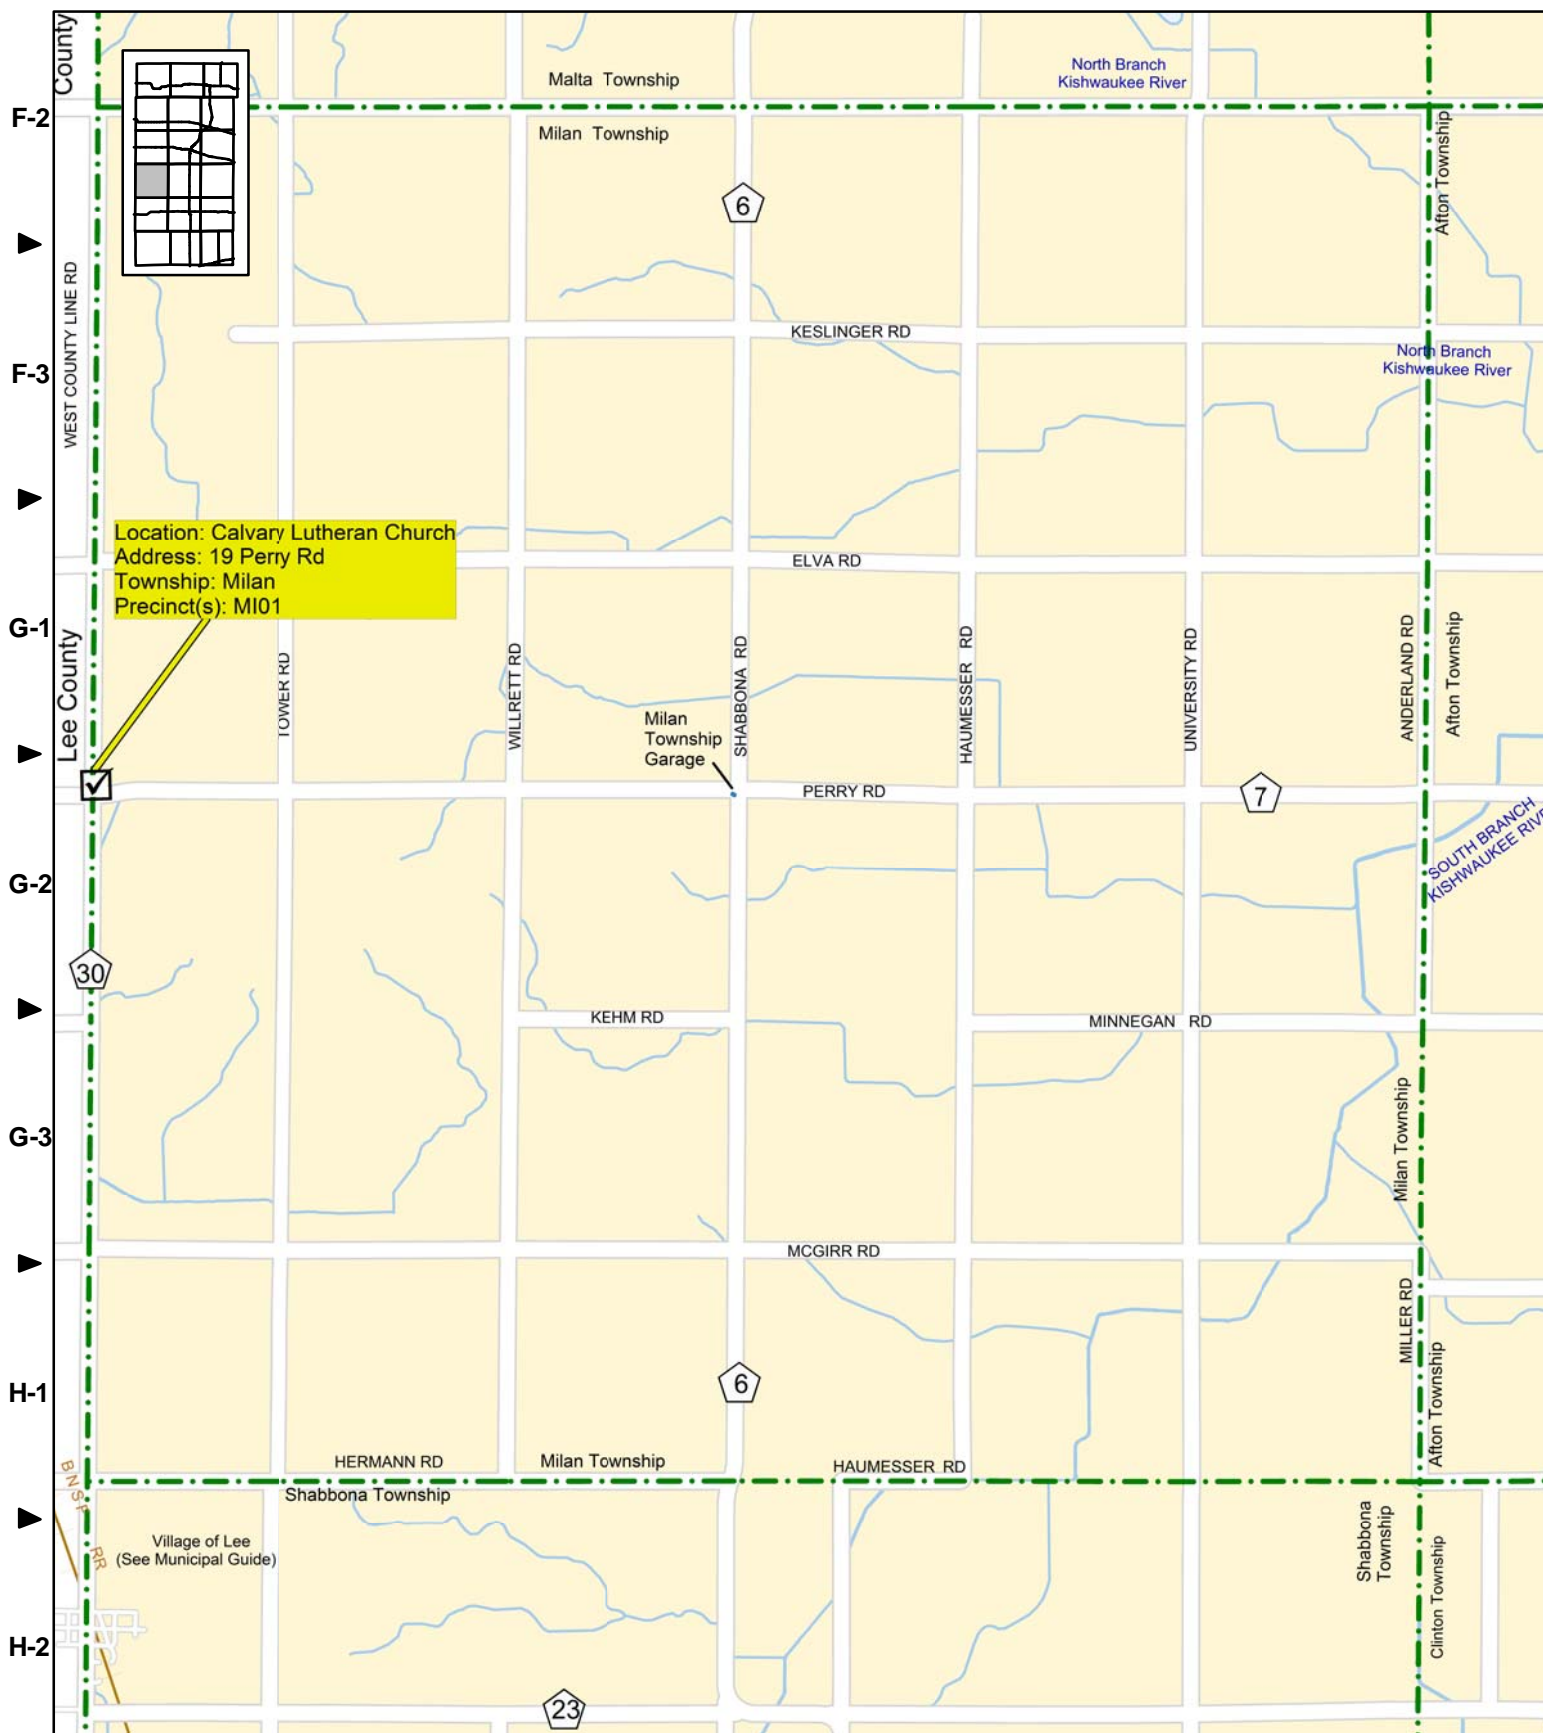 County
F-2
Malta Township
North Branch
Kishwaukee River
Milan Township
Afton Township
6
WEST COUNTY LINE RD
KESLINGER RD
F-3
North Branch
Kishwaukee River
Location: Calvary Lutheran Church
Address: 19 Perry Rd
Township: Milan
Precinct(s): MI01
ELVA RD
G-1
Lee County
TOWER RD
WILLRETT RD
SHABBONA RD
HAUMESSER RD
UNIVERSITY RD
ANDERLAND RD
Afton Township
Milan
Township
Garage
PERRY RD
7
SOUTH BRANCH
G-2
30
KEHM RD
MINNEGAN RD
G-3
Milan Township
MCGIRR RD
MILLER RD
H-1
6
Afton Township
HERMANN RD
Milan Township
HAUMESSER RD
Shabbona Township
RR
Village of Lee
(See Municipal Guide)
Shabbona
Township
Clinton Township
H-2
23